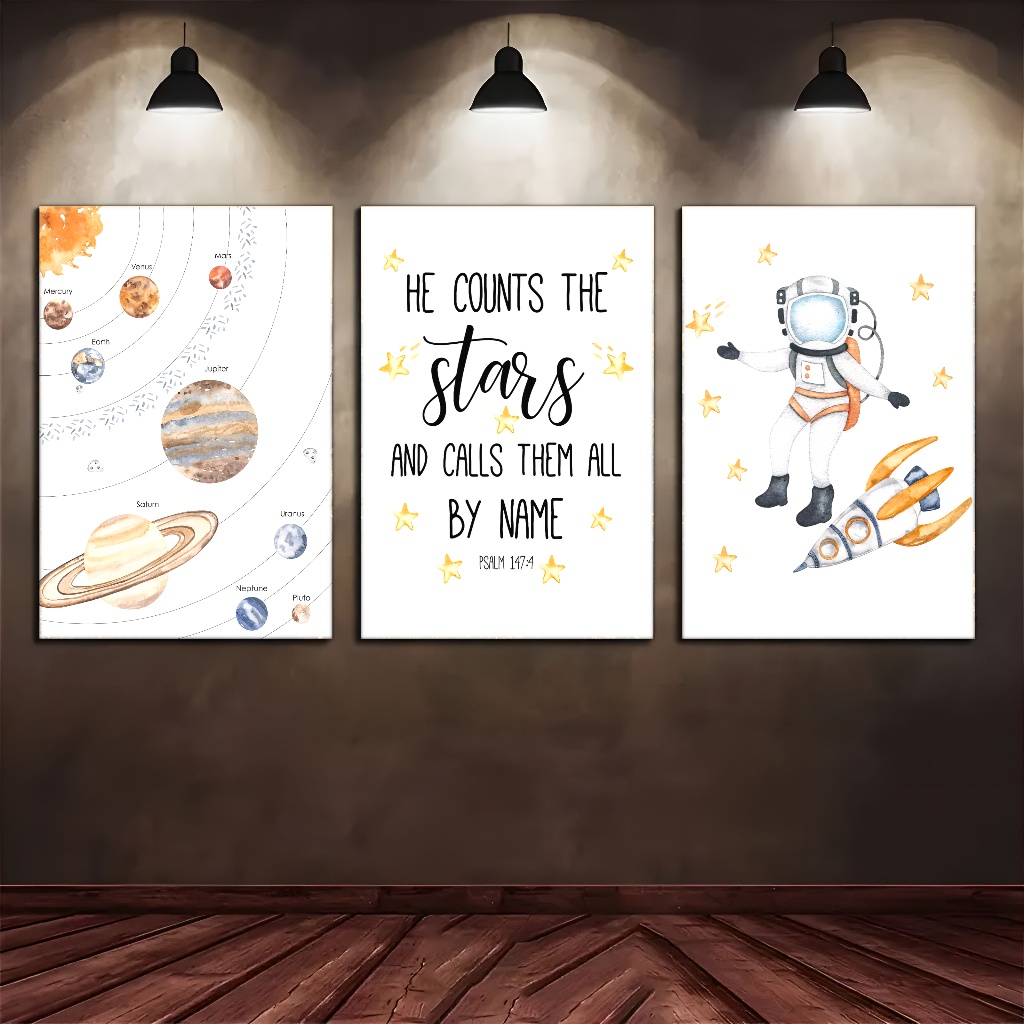 Mars
Venus
Mercury
Earth
Jupiter
Saturn
Uranus
Neptune
Pluto
HE COUNTS THE
stars
AND CALLS THEM ALL
BY NAME
PSALM 147:4